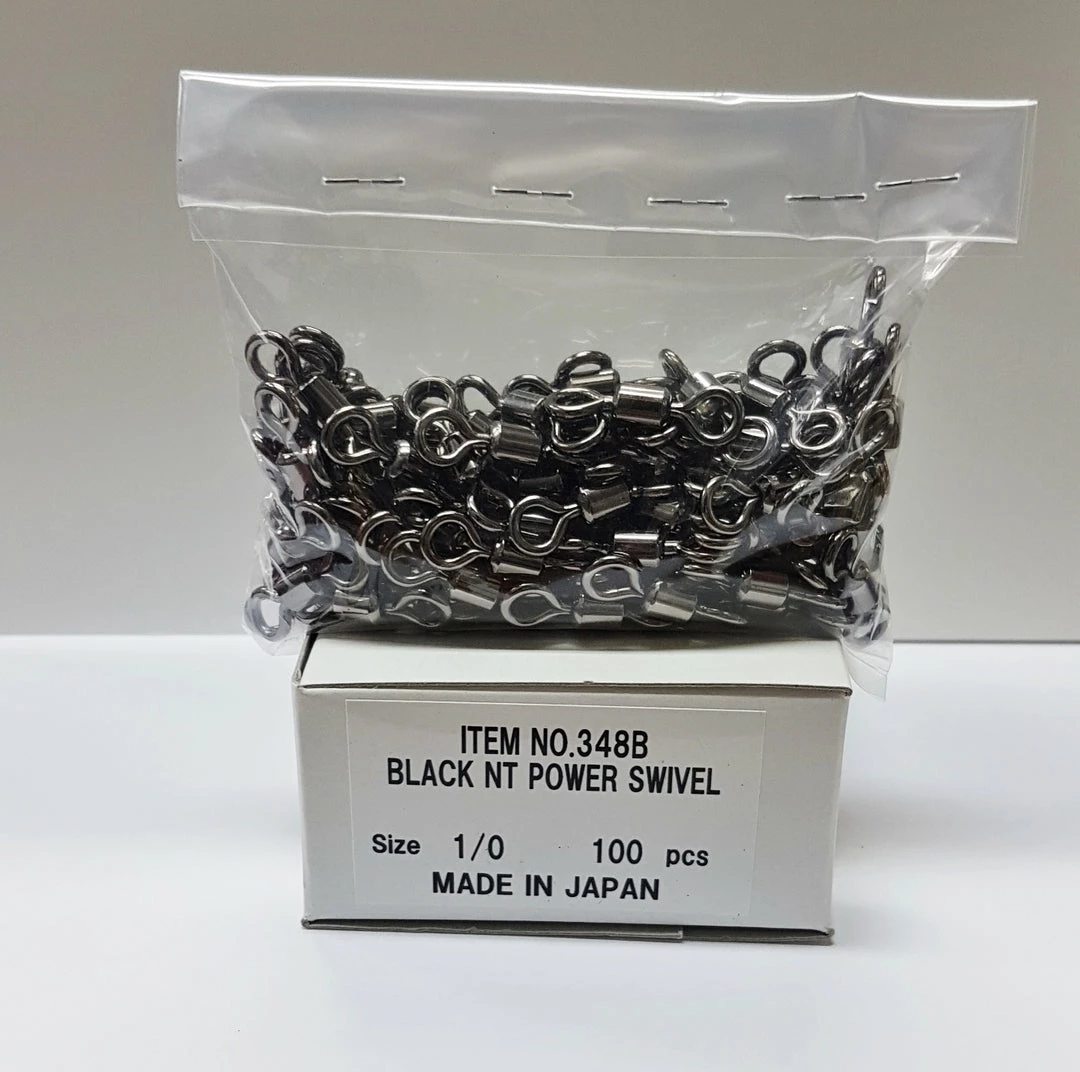 ITEM NO.348B
BLACK NT POWER SWIVEL
Size 1/0 100 pcs
MADE IN JAPAN